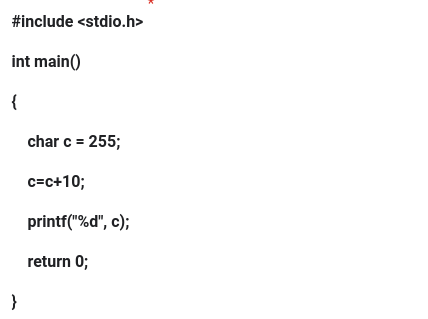 *
#include <stdio.h>
int main()
{
char c = 255;
c=c+10;
printf("%d", c);
return 0;
}